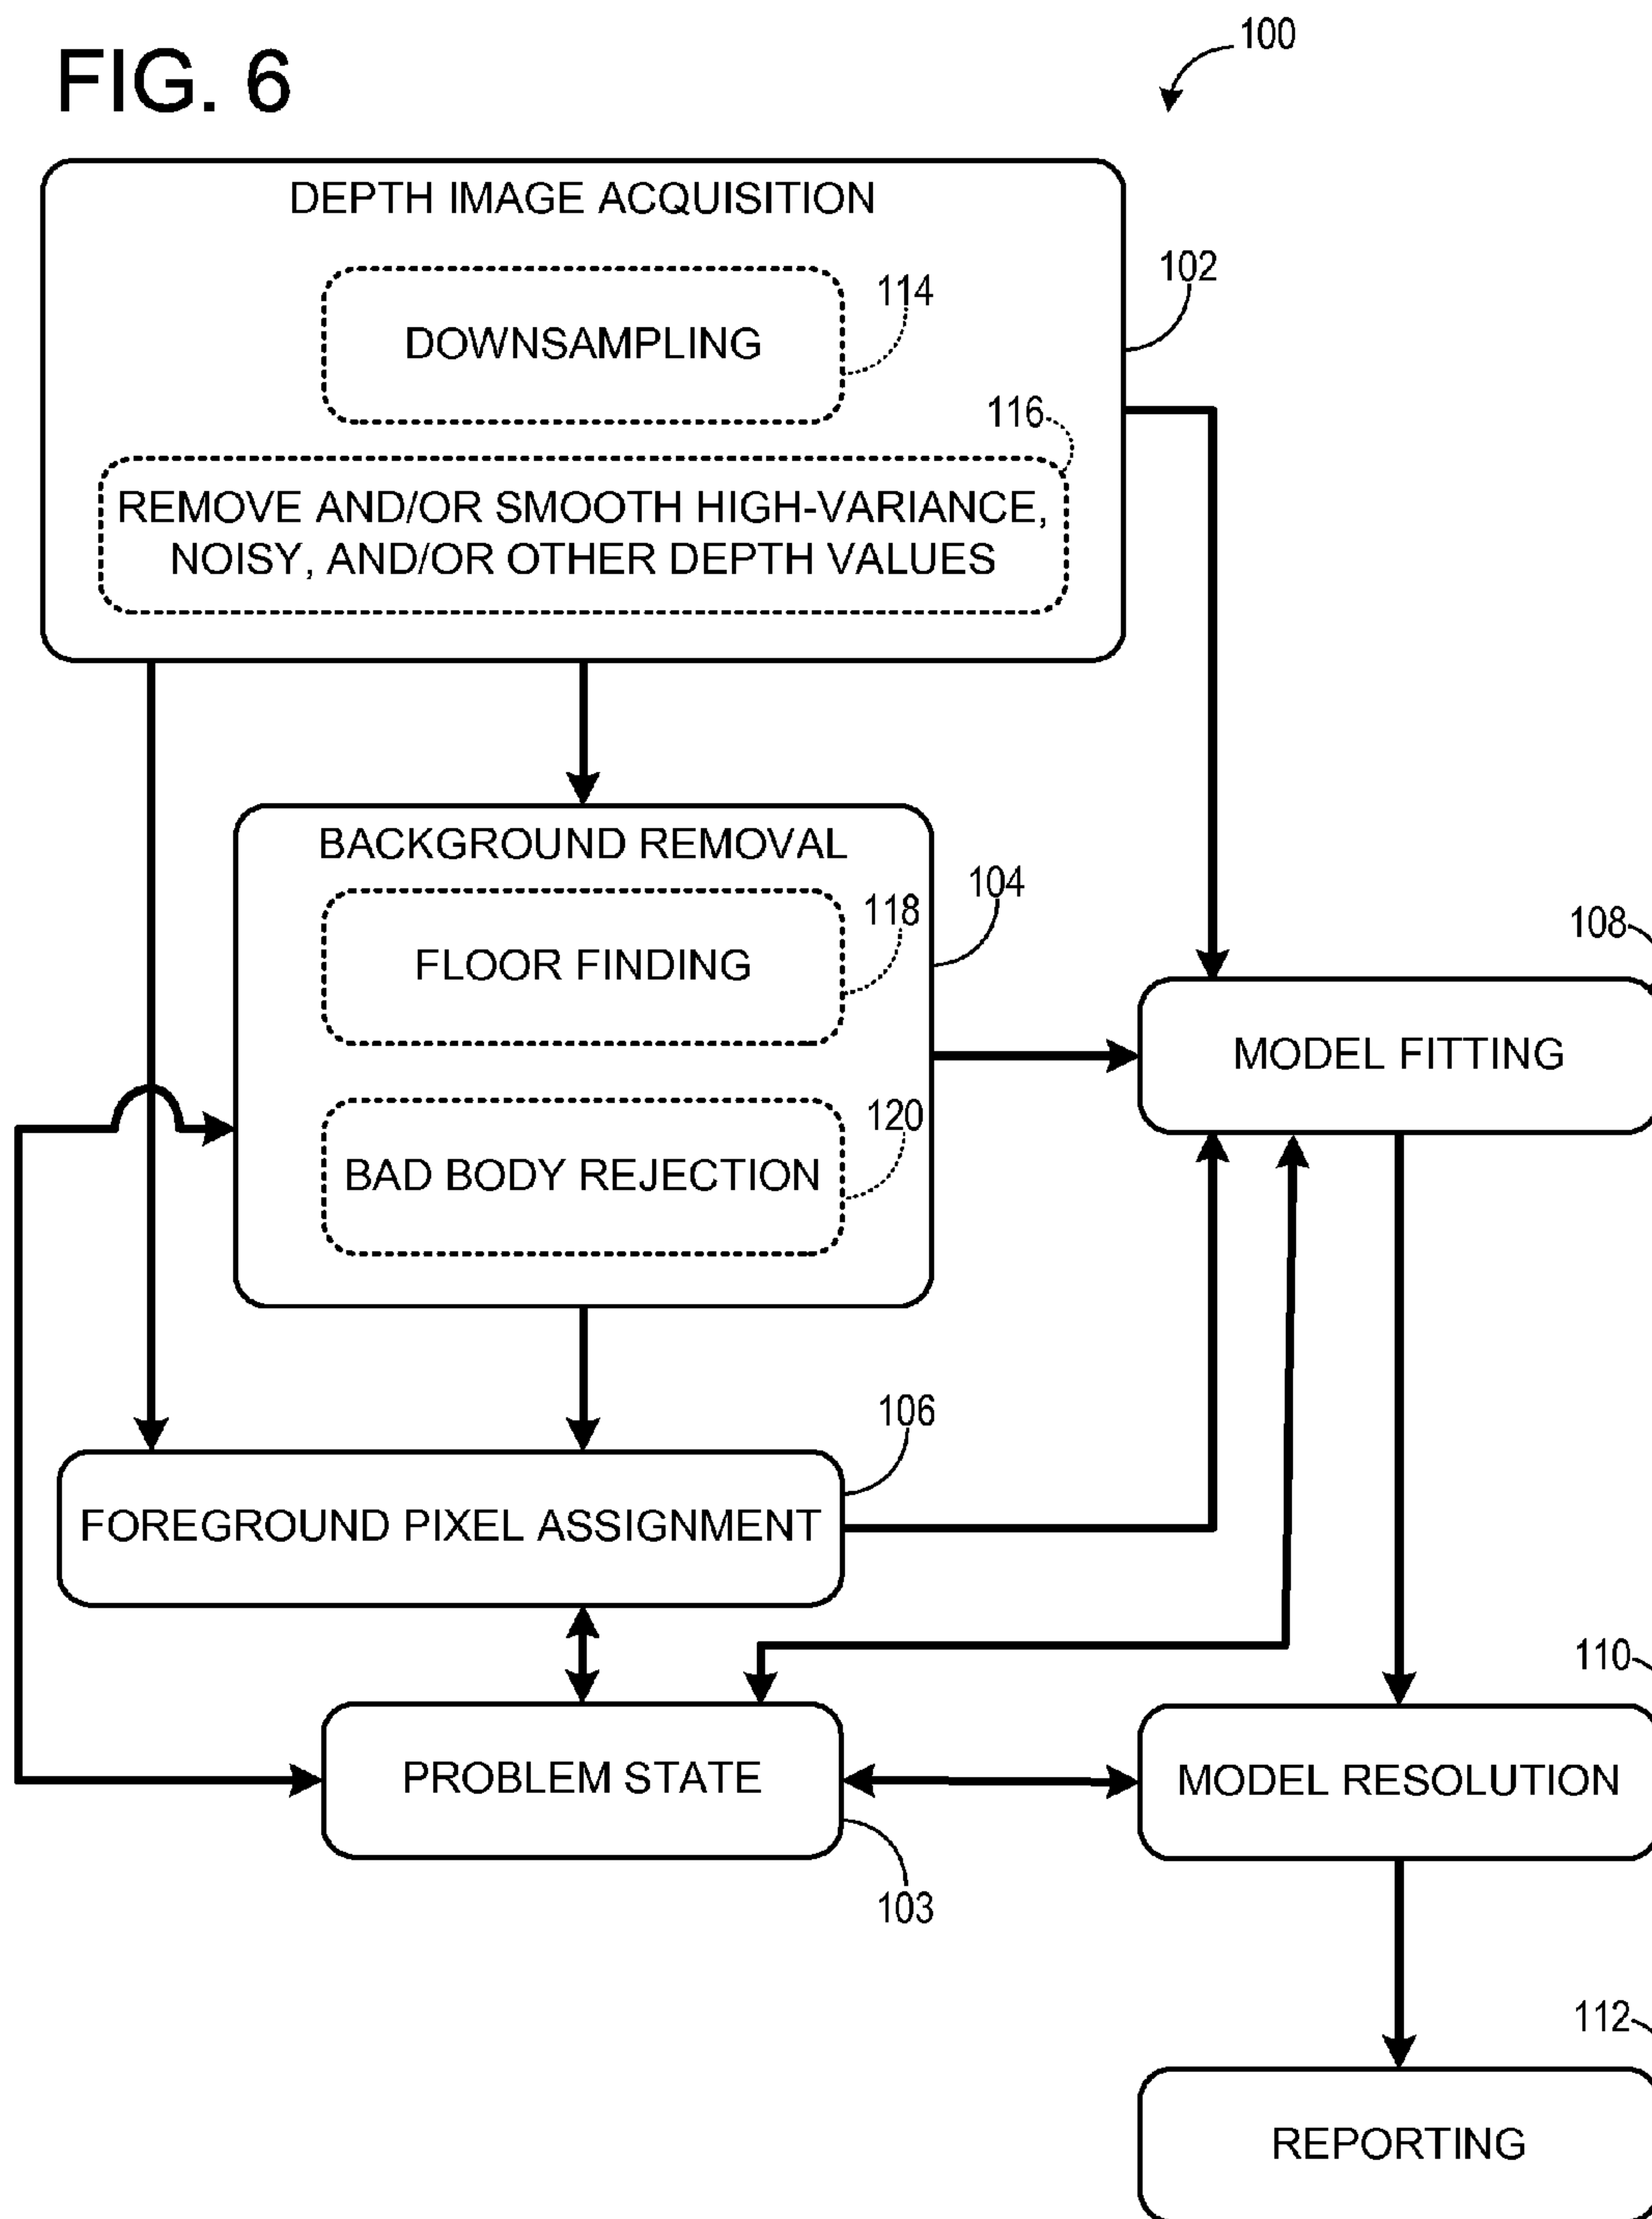 FIG. 6
100
DEPTH IMAGE ACQUISITION
102
114
DOWNSAMPLING
116
REMOVE AND/OR SMOOTH HIGH-VARIANCE,
NOISY, AND/OR OTHER DEPTH VALUES
BACKGROUND REMOVAL
104
118
FLOOR FINDING
108
MODEL FITTING
120
BAD BODY REJECTION
106
FOREGROUND PIXEL ASSIGNMENT
110
PROBLEM STATE
MODEL RESOLUTION
103
112
REPORTING